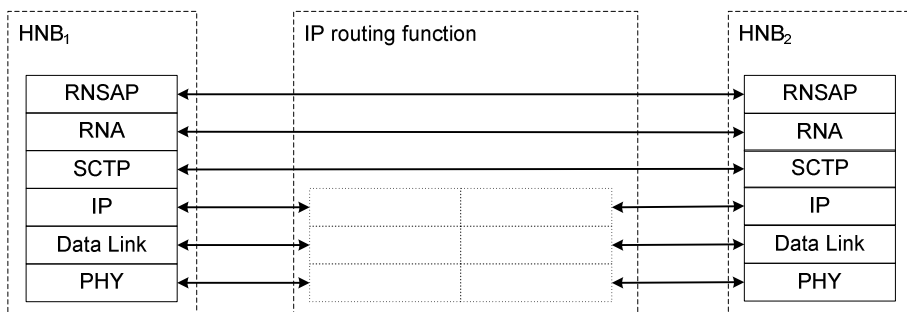 HNB₁
IP routing function
HNB₂
RNSAP
RNSAP
RNA
RNA
SCTP
SCTP
IP
IP
Data Link
Data Link
PHY
PHY